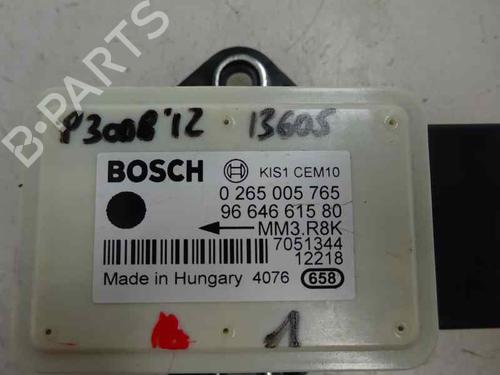 B-PARTS
P3008'12 13605
BOSCH KIS1 CEM10
0 265 005 765
96 646 615 80
MM3.R8K
7051344
12218
Made in Hungary 4076 658
1